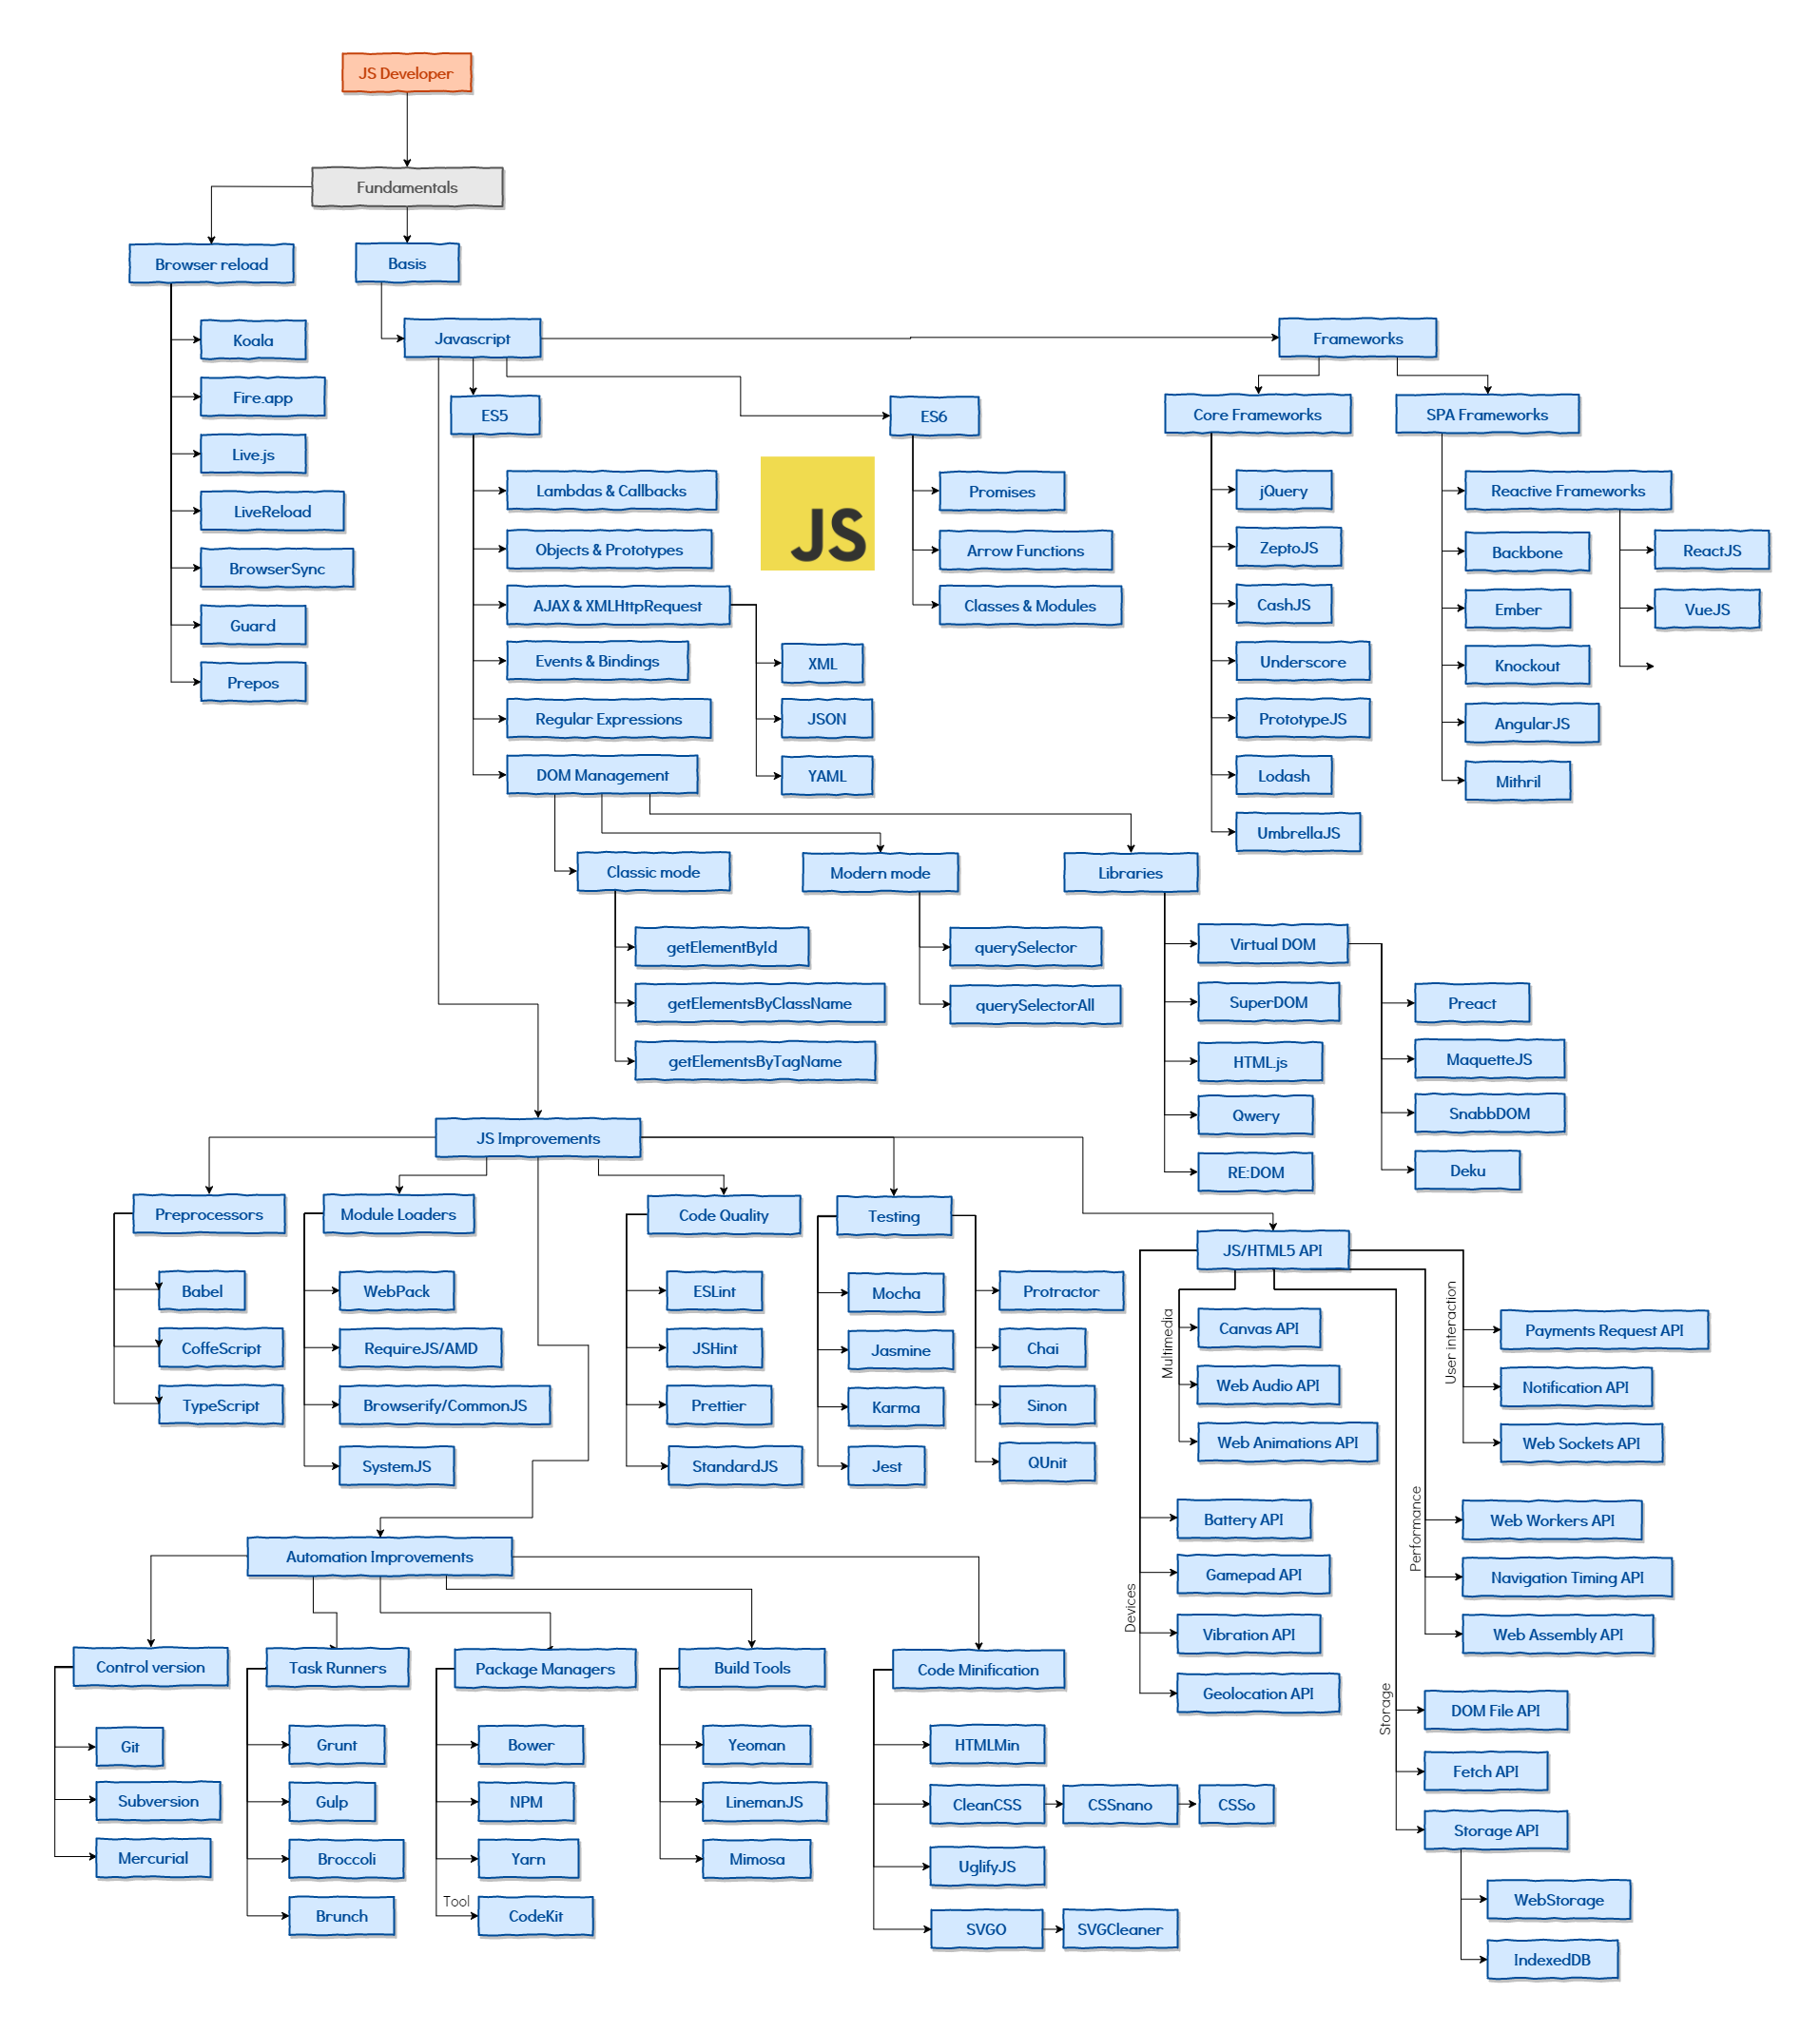 JS Developer
Fundamentals
Browser reload
Basis
Koala
Fire.app
Live.js
LiveReload
BrowserSync
Guard
Prepos
Javascript
Frameworks
ES5
ES6
Lambdas & Callbacks
Objects & Prototypes
AJAX & XMLHttpRequest
Events & Bindings
Regular Expressions
DOM Management
XML
JSON
YAML
JS
Promises
Arrow Functions
Classes & Modules
Core Frameworks
SPA Frameworks
jQuery
ZeptoJS
CashJS
Underscore
PrototypeJS
Lodash
UmbrellaJS
Reactive Frameworks
Backbone
Ember
Knockout
AngularJS
Mithril
ReactJS
VueJS
Classic mode
Modern mode
Libraries
getElementById
getElementsByClassName
getElementsByTagName
querySelector
querySelectorAll
Virtual DOM
SuperDOM
HTML.js
Qwery
RE:DOM
Preact
MaquetteJS
SnabbDOM
Deku
JS Improvements
Preprocessors
Module Loaders
Code Quality
Testing
JS/HTML5 API
Babel
CoffeScript
TypeScript
WebPack
RequireJS/AMD
Browserify/CommonJS
SystemJS
ESLint
JSHint
Prettier
StandardJS
Mocha
Jasmine
Karma
Jest
Protractor
Chai
Sinon
QUnit
Multimedia
Canvas API
Web Audio API
Web Animations API
User interaction
Payments Request API
Notification API
Web Sockets API
Devices
Battery API
Gamepad API
Vibration API
Geolocation API
Performance
Web Workers API
Navigation Timing API
Web Assembly API
Storage
DOM File API
Fetch API
Storage API
WebStorage
IndexedDB
Automation Improvements
Control version
Task Runners
Package Managers
Build Tools
Code Minification
Git
Subversion
Mercurial
Grunt
Gulp
Broccoli
Brunch
Bower
NPM
Yarn
Tool
CodeKit
Yeoman
LinemanJS
Mimosa
HTMLMin
CleanCSS
CSSnano
CSSo
UglifyJS
SVGO
SVGCleaner